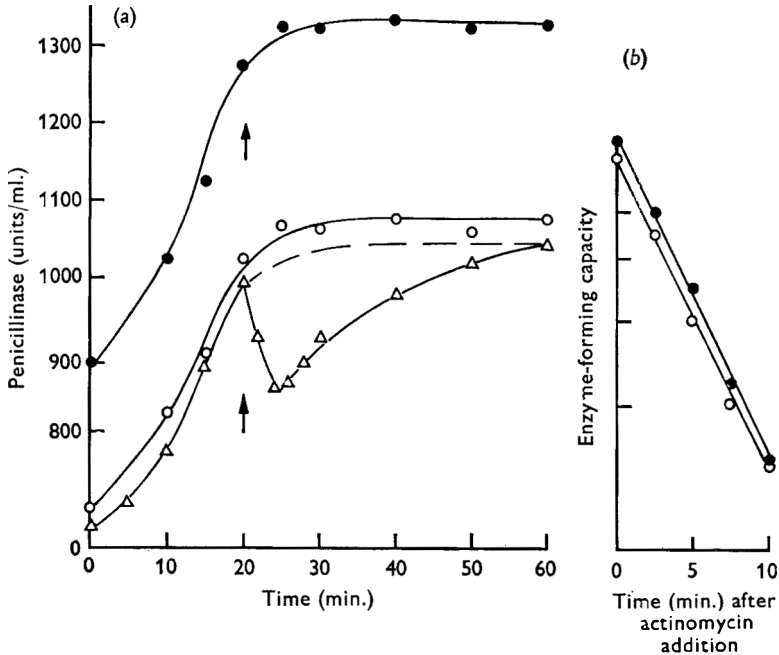 (a)
1300
1200
1100
1000
900
800
0
Penicillinase (units/ml.)
0 10 20 30 40 50 60
Time (min.)
(b)
Enzyme-forming capacity
0 5 10
Time (min.) after
actinomycin
addition